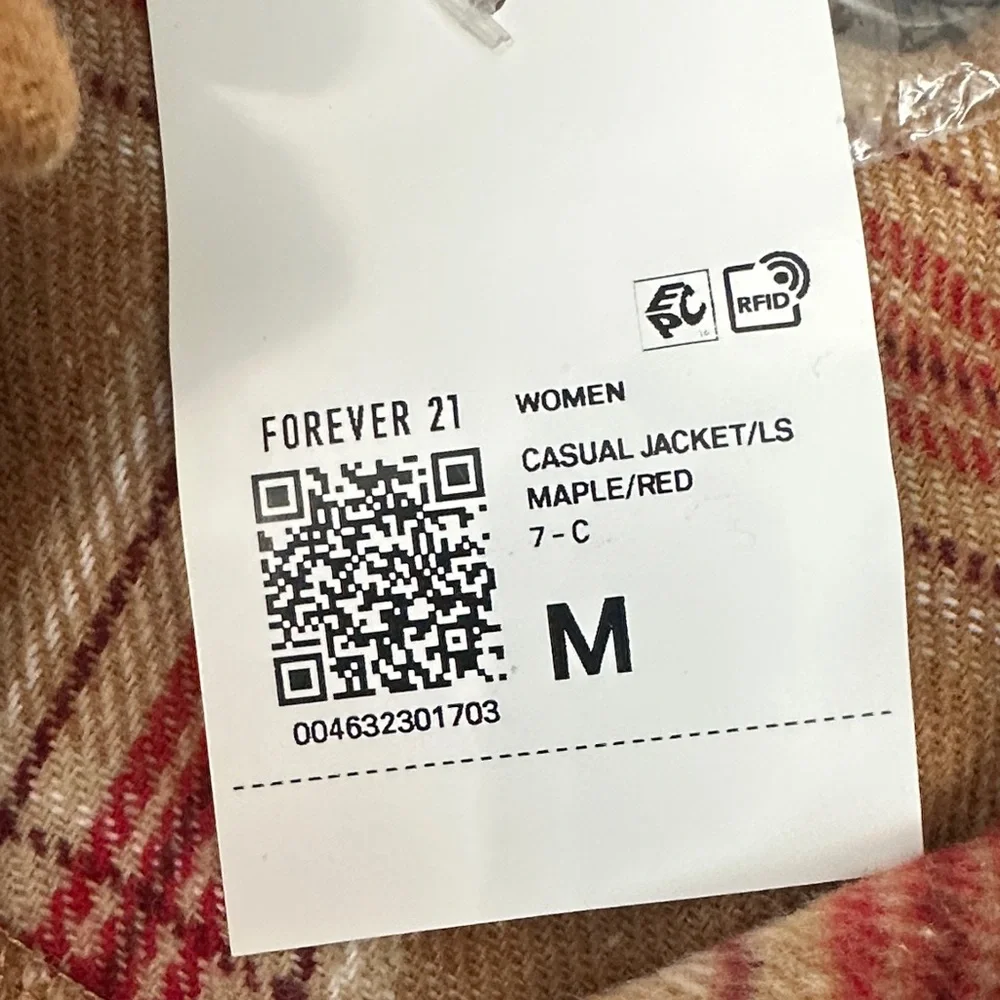 EPC
RFID
FOREVER 21
WOMEN
CASUAL JACKET/LS
MAPLE/RED
7-C
M
004632301703